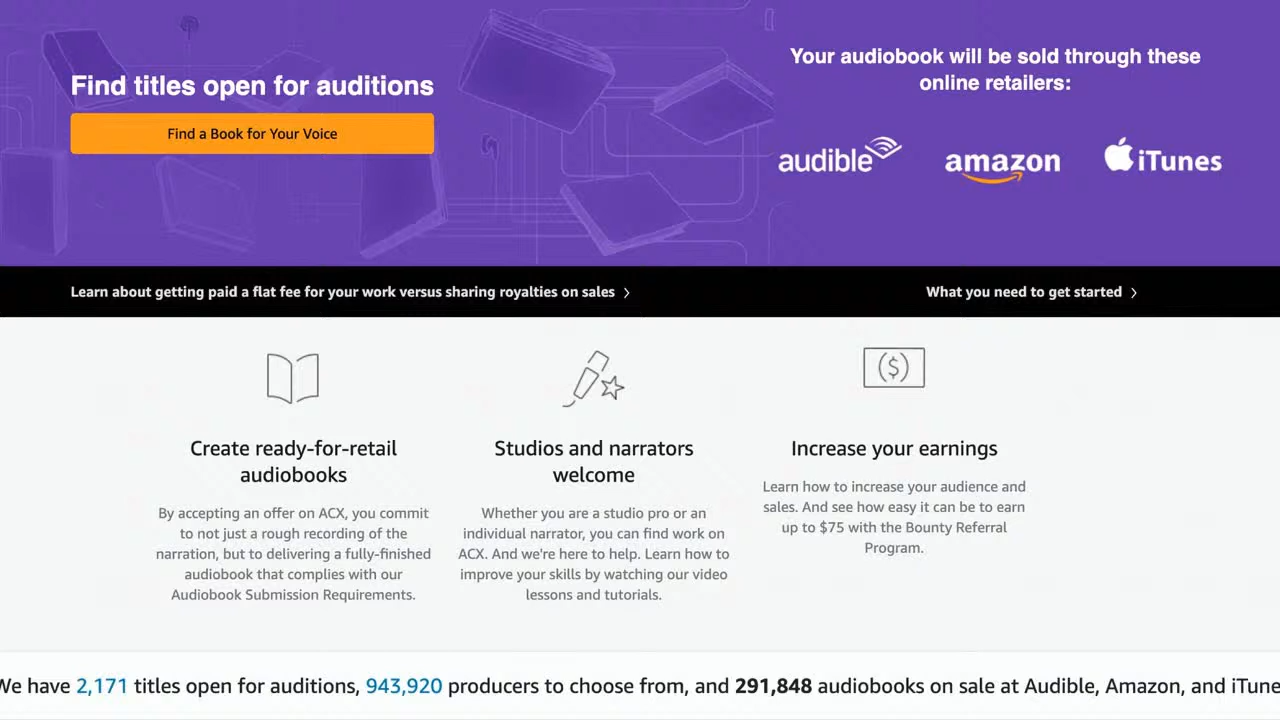 Find titles open for auditions
Find a Book for Your Voice
Your audiobook will be sold through these
online retailers:
audible
amazon
iTunes
Learn about getting paid a flat fee for your work versus sharing royalties on sales
What you need to get started
Create ready-for-retail
audiobooks
By accepting an offer on ACX, you commit
to not just a rough recording of the
narration, but to delivering a fully-finished
audiobook that complies with our
Audiobook Submission Requirements.
Studios and narrators
welcome
Whether you are a studio pro or an
individual narrator, you can find work on
ACX. And we're here to help. Learn how to
improve your skills by watching our video
lessons and tutorials.
($)
Increase your earnings
Learn how to increase your audience and
sales. And see how easy it can be to earn
up to $75 with the Bounty Referral
Program.
We have 2,171 titles open for auditions, 943,920 producers to choose from, and 291,848 audiobooks on sale at Audible, Amazon, and iTune